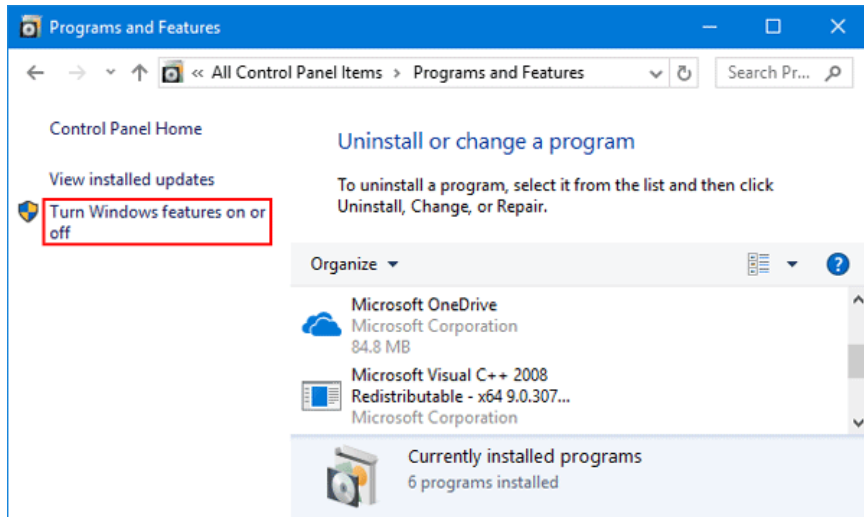 Programs and Features
« All Control Panel Items > Programs and Features
Search Pr...
Control Panel Home
View installed updates
Turn Windows features on or
off
Uninstall or change a program
To uninstall a program, select it from the list and then click
Uninstall, Change, or Repair.
Organize
Microsoft OneDrive
Microsoft Corporation
84.8 MB
Microsoft Visual C++ 2008
Redistributable - x64 9.0.307...
Microsoft Corporation
Currently installed programs
6 programs installed